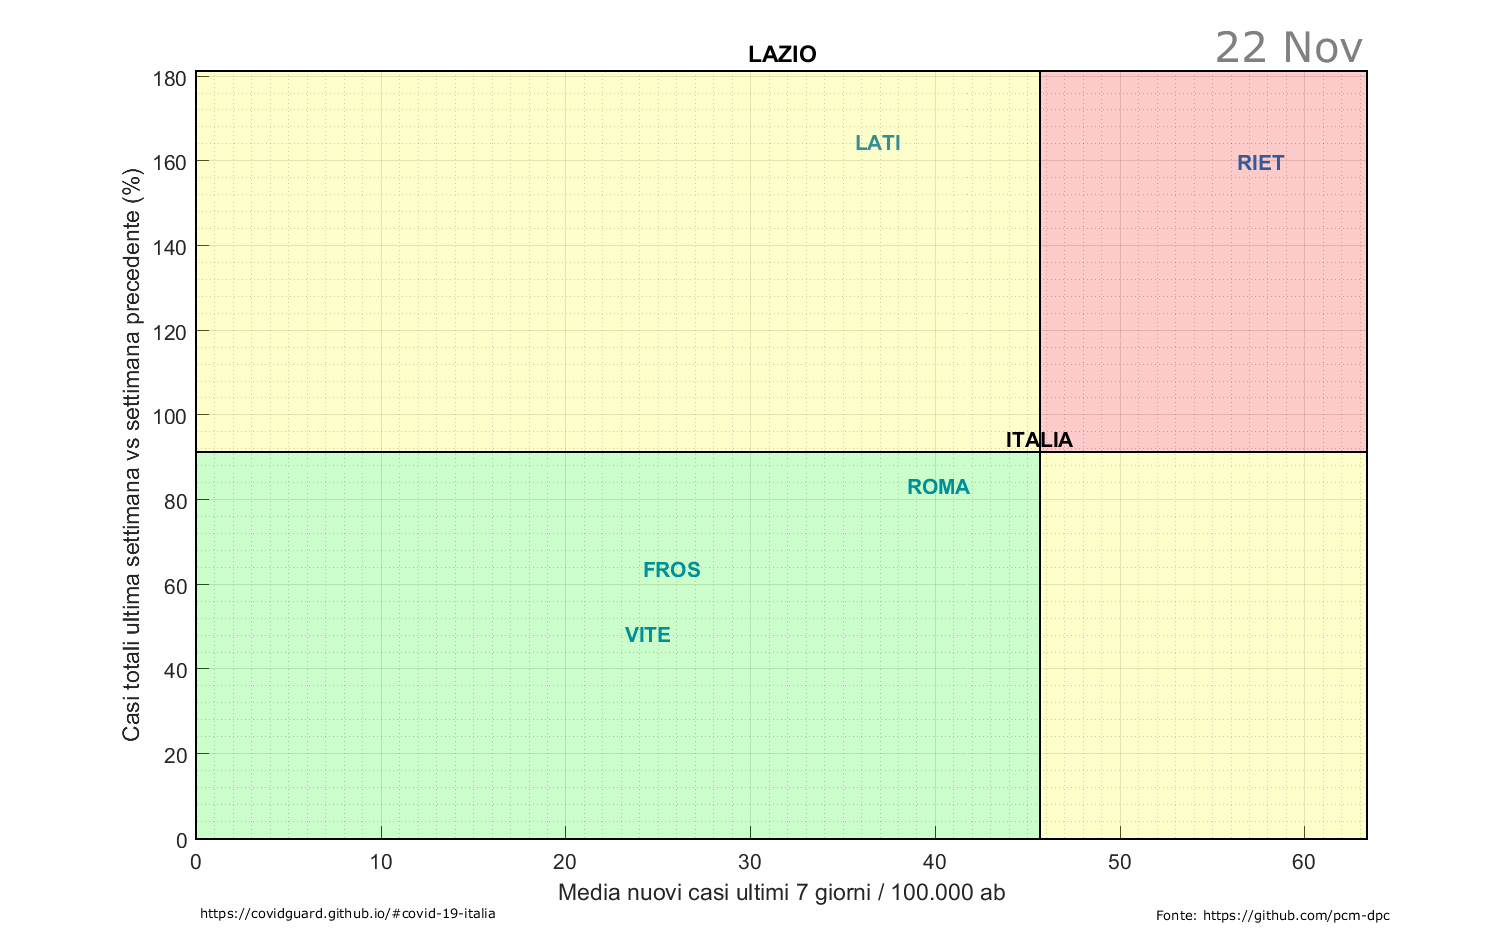 LAZIO
22 Nov
Casi totali ultima settimana vs settimana precedente (%)
180
160
140
120
100
80
60
40
20
0
LATI
RIET
ITALIA
ROMA
FROS
VITE
0 10 20 30 40 50 60
Media nuovi casi ultimi 7 giorni / 100.000 ab
https://covidguard.github.io/#covid-19-italia
Fonte: https://github.com/pcm-dpc